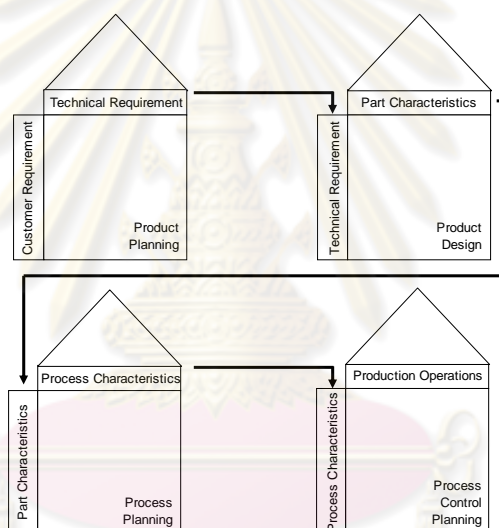 Technical Requirement
Customer Requirement
Product
Planning
Part Characteristics
Technical Requirement
Product
Design
Process Characteristics
Part Characteristics
Process
Planning
Production Operations
Process Characteristics
Process
Control
Planning